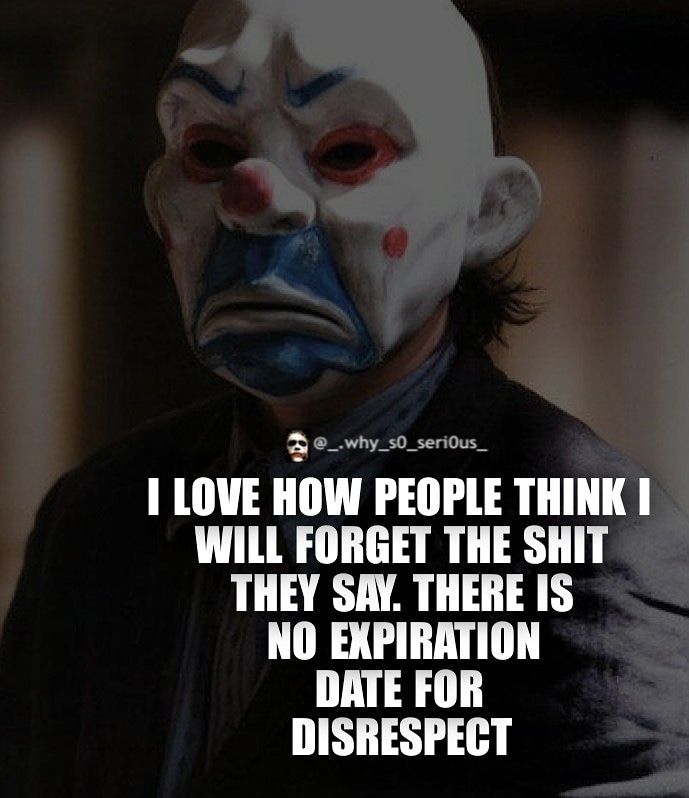 @_.why_s0_seri0us_
I LOVE HOW PEOPLE THINK I
WILL FORGET THE SHIT
THEY SAY. THERE IS
NO EXPIRATION
DATE FOR
DISRESPECT